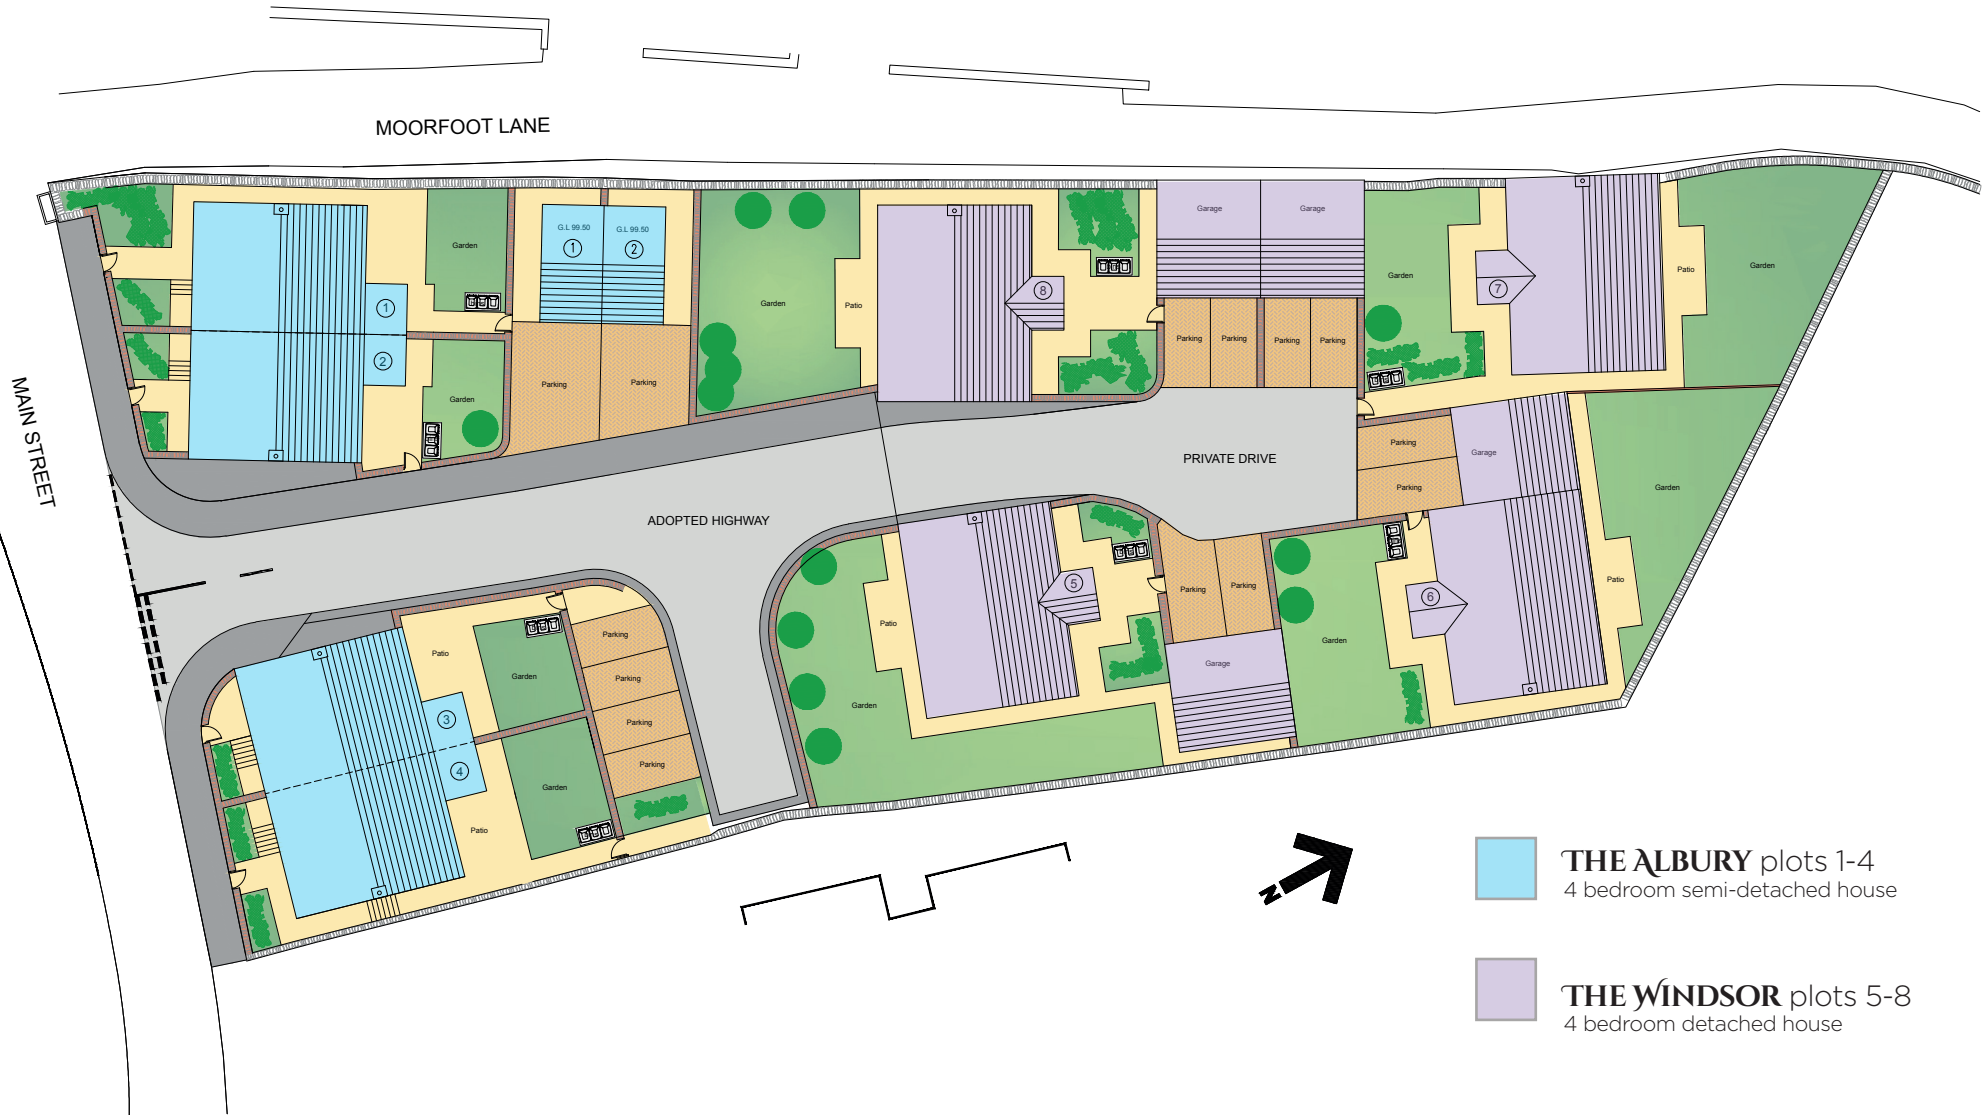 MOORFOOT LANE
G.L 99.50
G.L 99.50
1
2
Garage
Garage
Garden
Garden
Patio
8
Garden
7
Patio
Garden
1
2
Parking
Parking
Parking
Parking
Garden
Parking
Parking
MAIN STREET
PRIVATE DRIVE
Parking
Garage
Parking
Garden
ADOPTED HIGHWAY
5
Parking
Parking
6
Patio
Patio
Patio
Parking
Garden
Parking
Garage
Garden
Garden
3
Parking
4
Parking
Garden
Patio
N
THE ALBURY plots 1-4
4 bedroom semi-detached house
THE WINDSOR plots 5-8
4 bedroom detached house